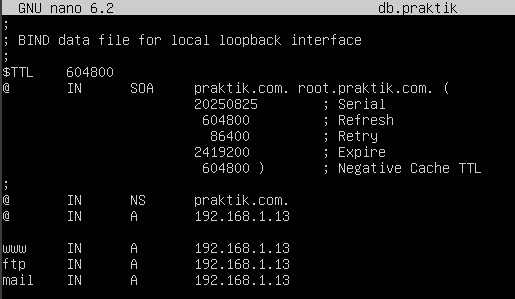 GNU nano 6.2 db.praktik
;
; BIND data file for local loopback interface
;
$TTL 604800
@ IN SOA praktik.com. root.praktik.com. (
20250825 ; Serial
604800 ; Refresh
86400 ; Retry
2419200 ; Expire
604800 ) ; Negative Cache TTL
;
@ IN NS praktik.com.
@ IN A 192.168.1.13
www IN A 192.168.1.13
ftp IN A 192.168.1.13
mail IN A 192.168.1.13